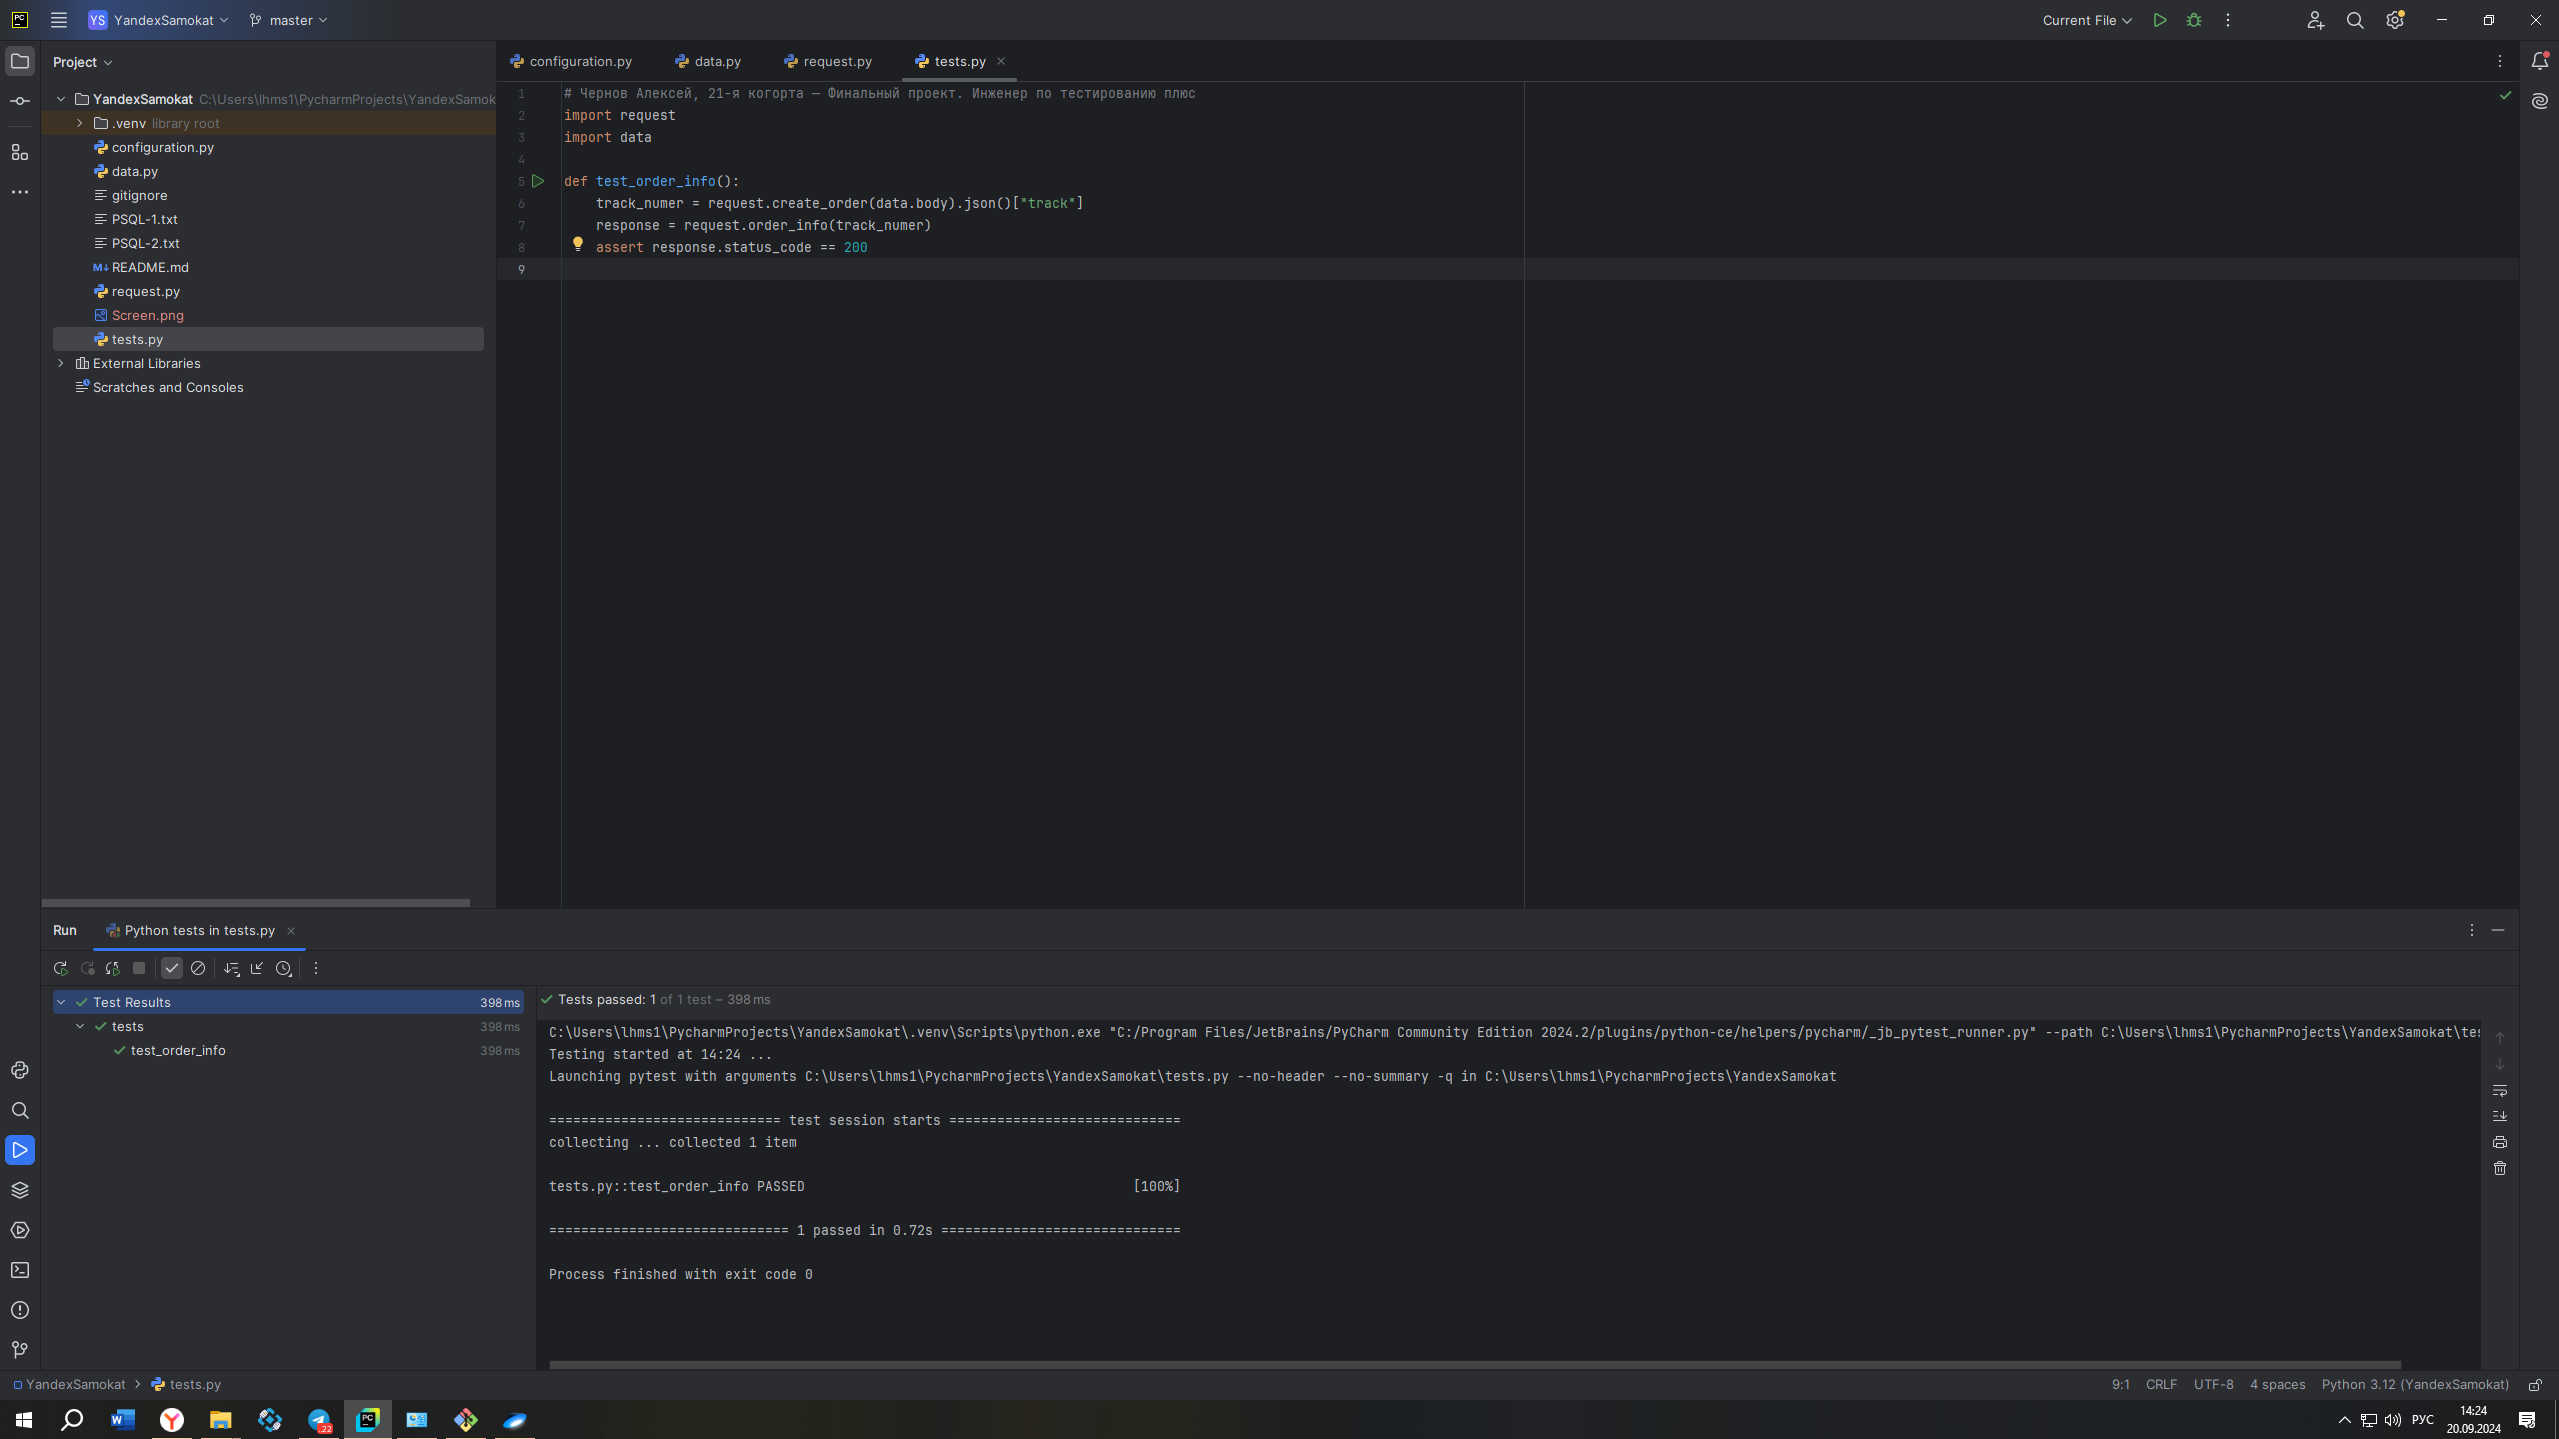 YS YandexSamokat master
Current File
Project
configuration.py data.py request.py tests.py
YandexSamokat C:\Users\lhms1\PycharmProjects\YandexSamok
.venv library root
configuration.py
data.py
gitignore
PSQL-1.txt
PSQL-2.txt
M↓ README.md
request.py
Screen.png
tests.py
External Libraries
Scratches and Consoles
1 # Чернов Алексей, 21-я когорта — Финальный проект. Инженер по тестированию плюс
2 import request
3 import data
4
5 def test_order_info():
6 track_numer = request.create_order(data.body).json()["track"]
7 response = request.order_info(track_numer)
8 assert response.status_code == 200
9
Run Python tests in tests.py
Test Results 398 ms
tests 398 ms
test_order_info 398 ms
Tests passed: 1 of 1 test – 398 ms
C:\Users\lhms1\PycharmProjects\YandexSamokat\.venv\Scripts\python.exe "C:/Program Files/JetBrains/PyCharm Community Edition 2024.2/plugins/python-ce/helpers/pycharm/_jb_pytest_runner.py" --path C:\Users\lhms1\PycharmProjects\YandexSamokat\tes
Testing started at 14:24 ...
Launching pytest with arguments C:\Users\lhms1\PycharmProjects\YandexSamokat\tests.py --no-header --no-summary -q in C:\Users\lhms1\PycharmProjects\YandexSamokat
============================= test session starts =============================
collecting ... collected 1 item
tests.py::test_order_info PASSED [100%]
============================== 1 passed in 0.72s ==============================
Process finished with exit code 0
YandexSamokat > tests.py
9:1 CRLF UTF-8 4 spaces Python 3.12 (YandexSamokat)
22
РУС
14:24
20.09.2024